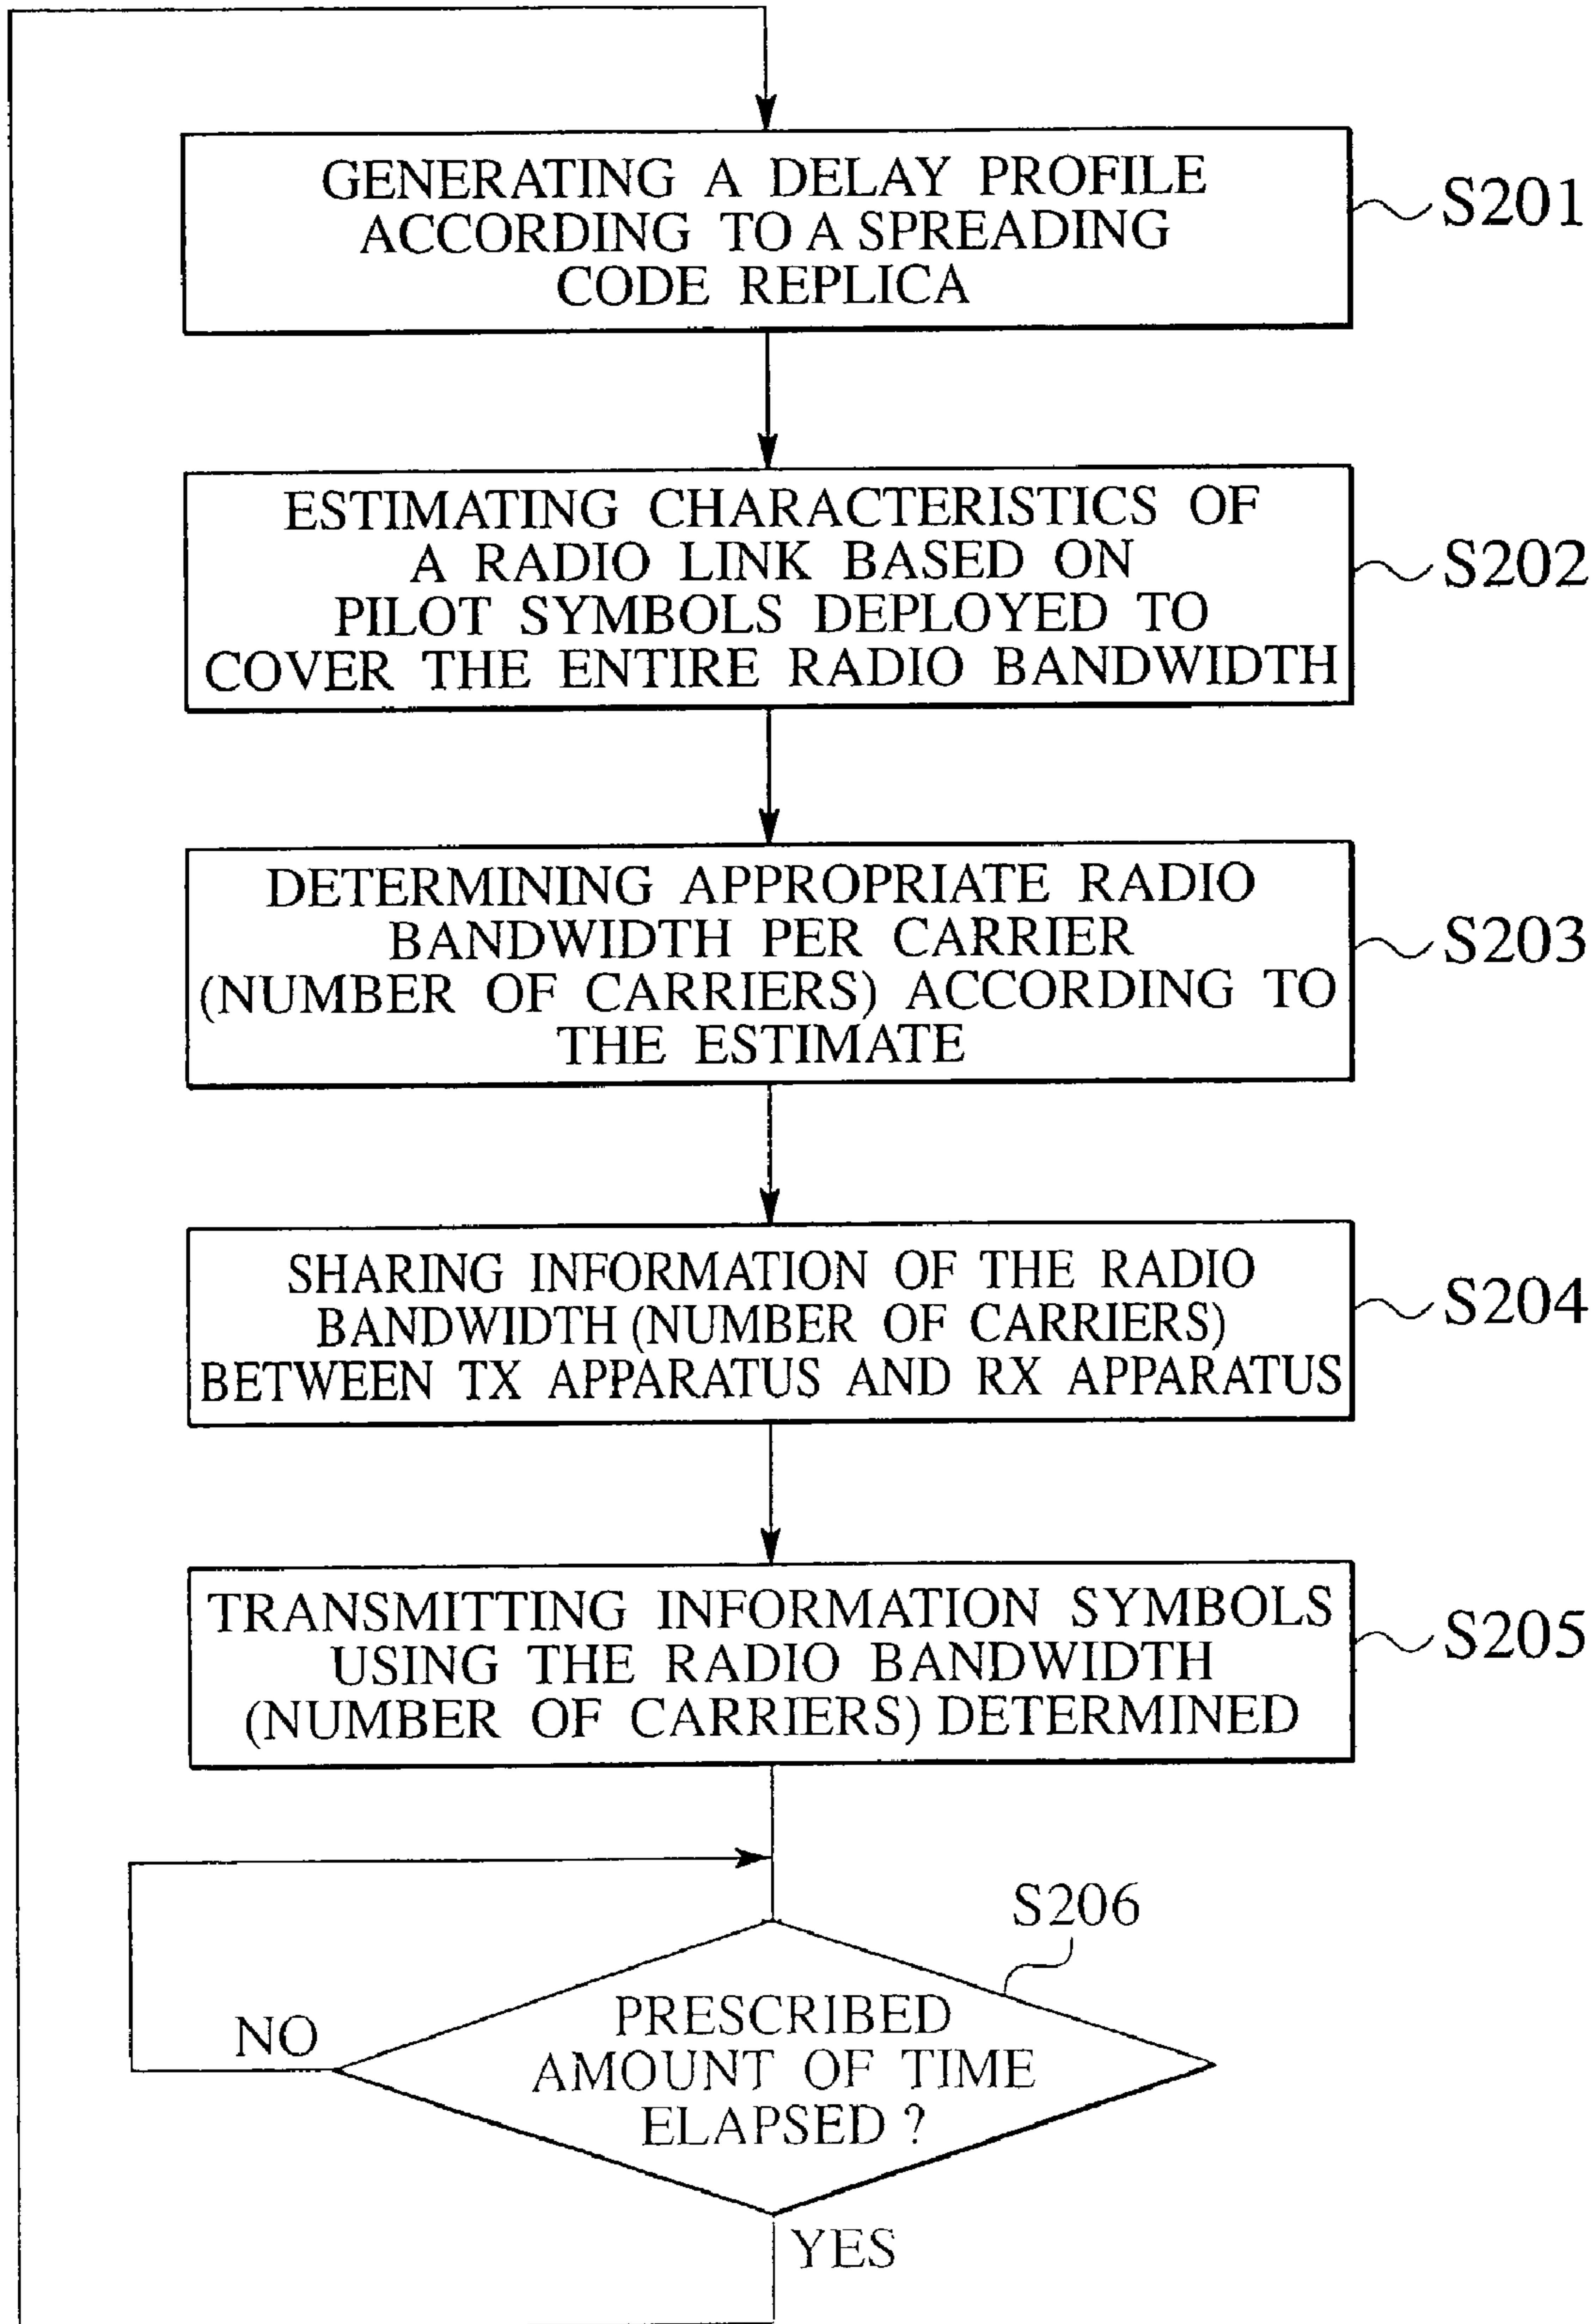 GENERATING A DELAY PROFILE
ACCORDING TO A SPREADING
CODE REPLICA
S201
ESTIMATING CHARACTERISTICS OF
A RADIO LINK BASED ON
PILOT SYMBOLS DEPLOYED TO
COVER THE ENTIRE RADIO BANDWIDTH
S202
DETERMINING APPROPRIATE RADIO
BANDWIDTH PER CARRIER
(NUMBER OF CARRIERS) ACCORDING TO
THE ESTIMATE
S203
SHARING INFORMATION OF THE RADIO
BANDWIDTH (NUMBER OF CARRIERS)
BETWEEN TX APPARATUS AND RX APPARATUS
S204
TRANSMITTING INFORMATION SYMBOLS
USING THE RADIO BANDWIDTH
(NUMBER OF CARRIERS) DETERMINED
S205
S206
PRESCRIBED
AMOUNT OF TIME
ELAPSED ?
NO
YES